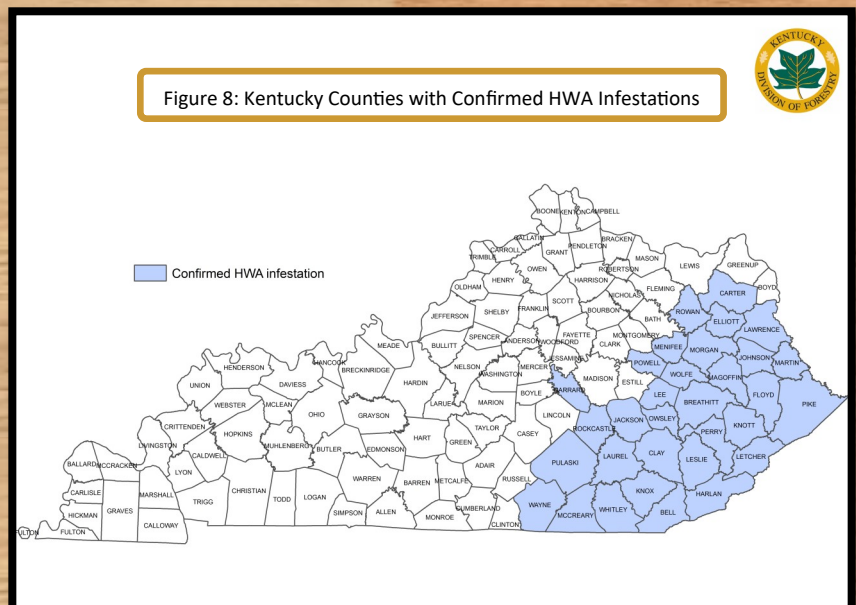 KENTUCKY
DIVISION OF FORESTRY
Figure 8: Kentucky Counties with Confirmed HWA Infestations
Confirmed HWA infestation
BOONE
KENTON
CAMPBELL
GALLATIN
GRANT
PENDLETON
BRACKEN
CARROLL
TRIMBLE
OWEN
ROBERTSON
MASON
LEWIS
GREENUP
OLDHAM
HENRY
HARRISON
NICHOLAS
FLEMING
CARTER
BOYD
JEFFERSON
SHELBY
FRANKLIN
SCOTT
BOURBON
BATH
ROWAN
ELLIOTT
LAWRENCE
MEADE
BULLITT
SPENCER
ANDERSON
WOODFORD
FAYETTE
CLARK
MONTGOMERY
MENIFEE
MORGAN
JOHNSON
MARTIN
HANCOCK
BRECKINRIDGE
NELSON
WASHINGTON
MERCER
JESSAMINE
MADISON
ESTILL
POWELL
WOLFE
MAGOFFIN
FLOYD
PIKE
UNION
HENDERSON
DAVIESS
HARDIN
LARUE
MARION
BOYLE
GARRARD
LEE
BREATHITT
WEBSTER
MCLEAN
OHIO
GRAYSON
TAYLOR
CASEY
LINCOLN
ROCKCASTLE
JACKSON
OWSLEY
PERRY
KNOTT
CRITTENDEN
HOPKINS
MUHLENBERG
BUTLER
EDMONSON
HART
GREEN
ADAIR
RUSSELL
PULASKI
LAUREL
CLAY
LESLIE
LETCHER
LIVINGSTON
CALDWELL
BALLARD
MCCRACKEN
LYON
WARREN
BARREN
METCALFE
KNOX
HARLAN
CARLISLE
MARSHALL
TRIGG
CHRISTIAN
TODD
LOGAN
SIMPSON
ALLEN
MONROE
CUMBERLAND
CLINTON
WAYNE
MCCREARY
WHITLEY
BELL
HICKMAN
GRAVES
CALLOWAY
FULTON
FULTON